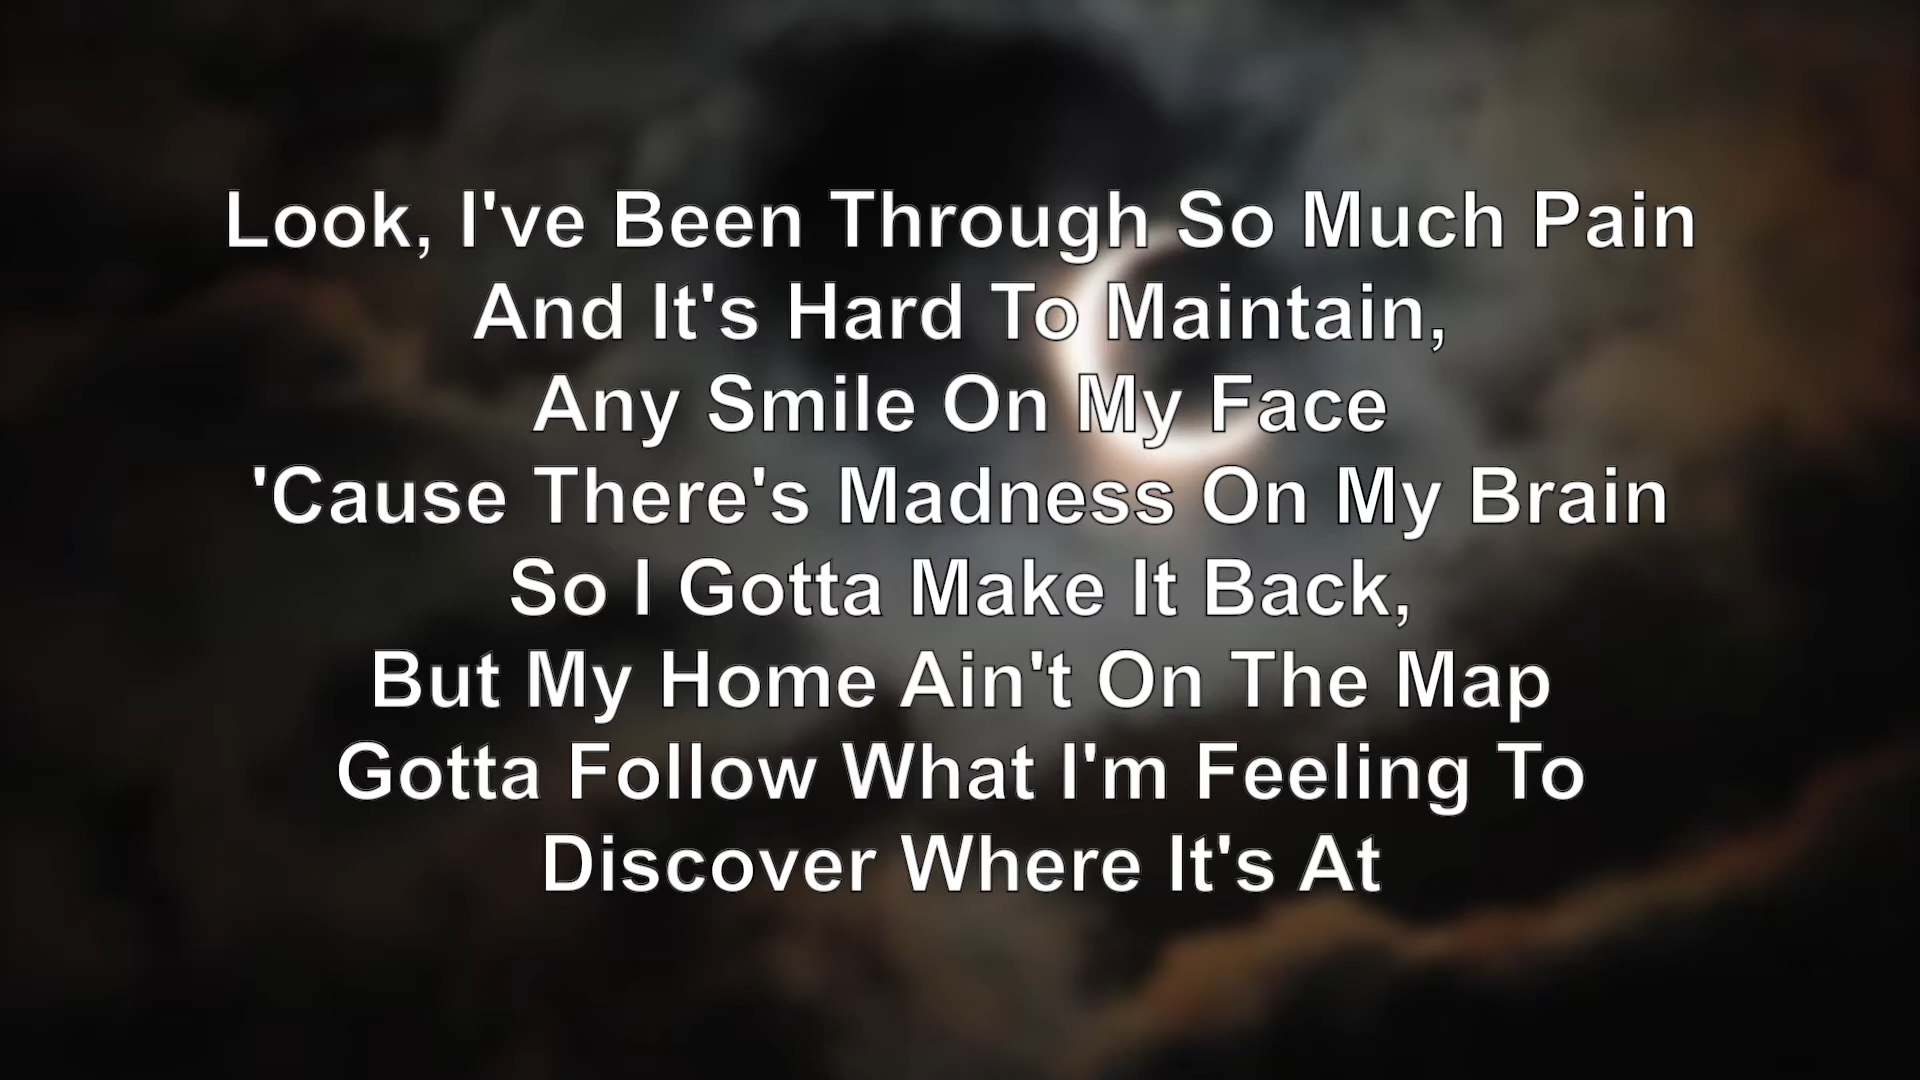 Look, I've Been Through So Much Pain
And It's Hard To Maintain,
Any Smile On My Face
'Cause There's Madness On My Brain
So I Gotta Make It Back,
But My Home Ain't On The Map
Gotta Follow What I'm Feeling To
Discover Where It's At